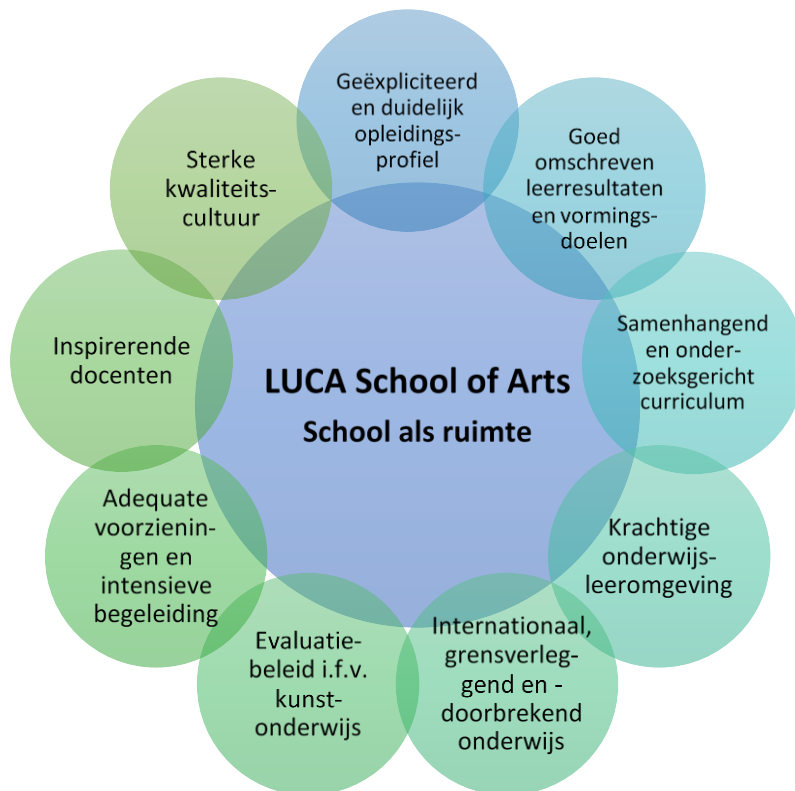 Geëxpliciteerd
en duidelijk
opleidings-
profiel
Goed
omschreven
leerresultaten
en vormings-
doelen
Samenhangend
en onder-
zoeksgericht
curriculum
Krachtige
onderwijs-
leeromgeving
Internationaal,
grensverleg-
gend en -
doorbrekend
onderwijs
Evaluatie-
beleid i.f.v.
kunst-
onderwijs
Adequate
voorzienin-
gen en
intensieve
begeleiding
Inspirerende
docenten
Sterke
kwaliteits-
cultuur
LUCA School of Arts
School als ruimte